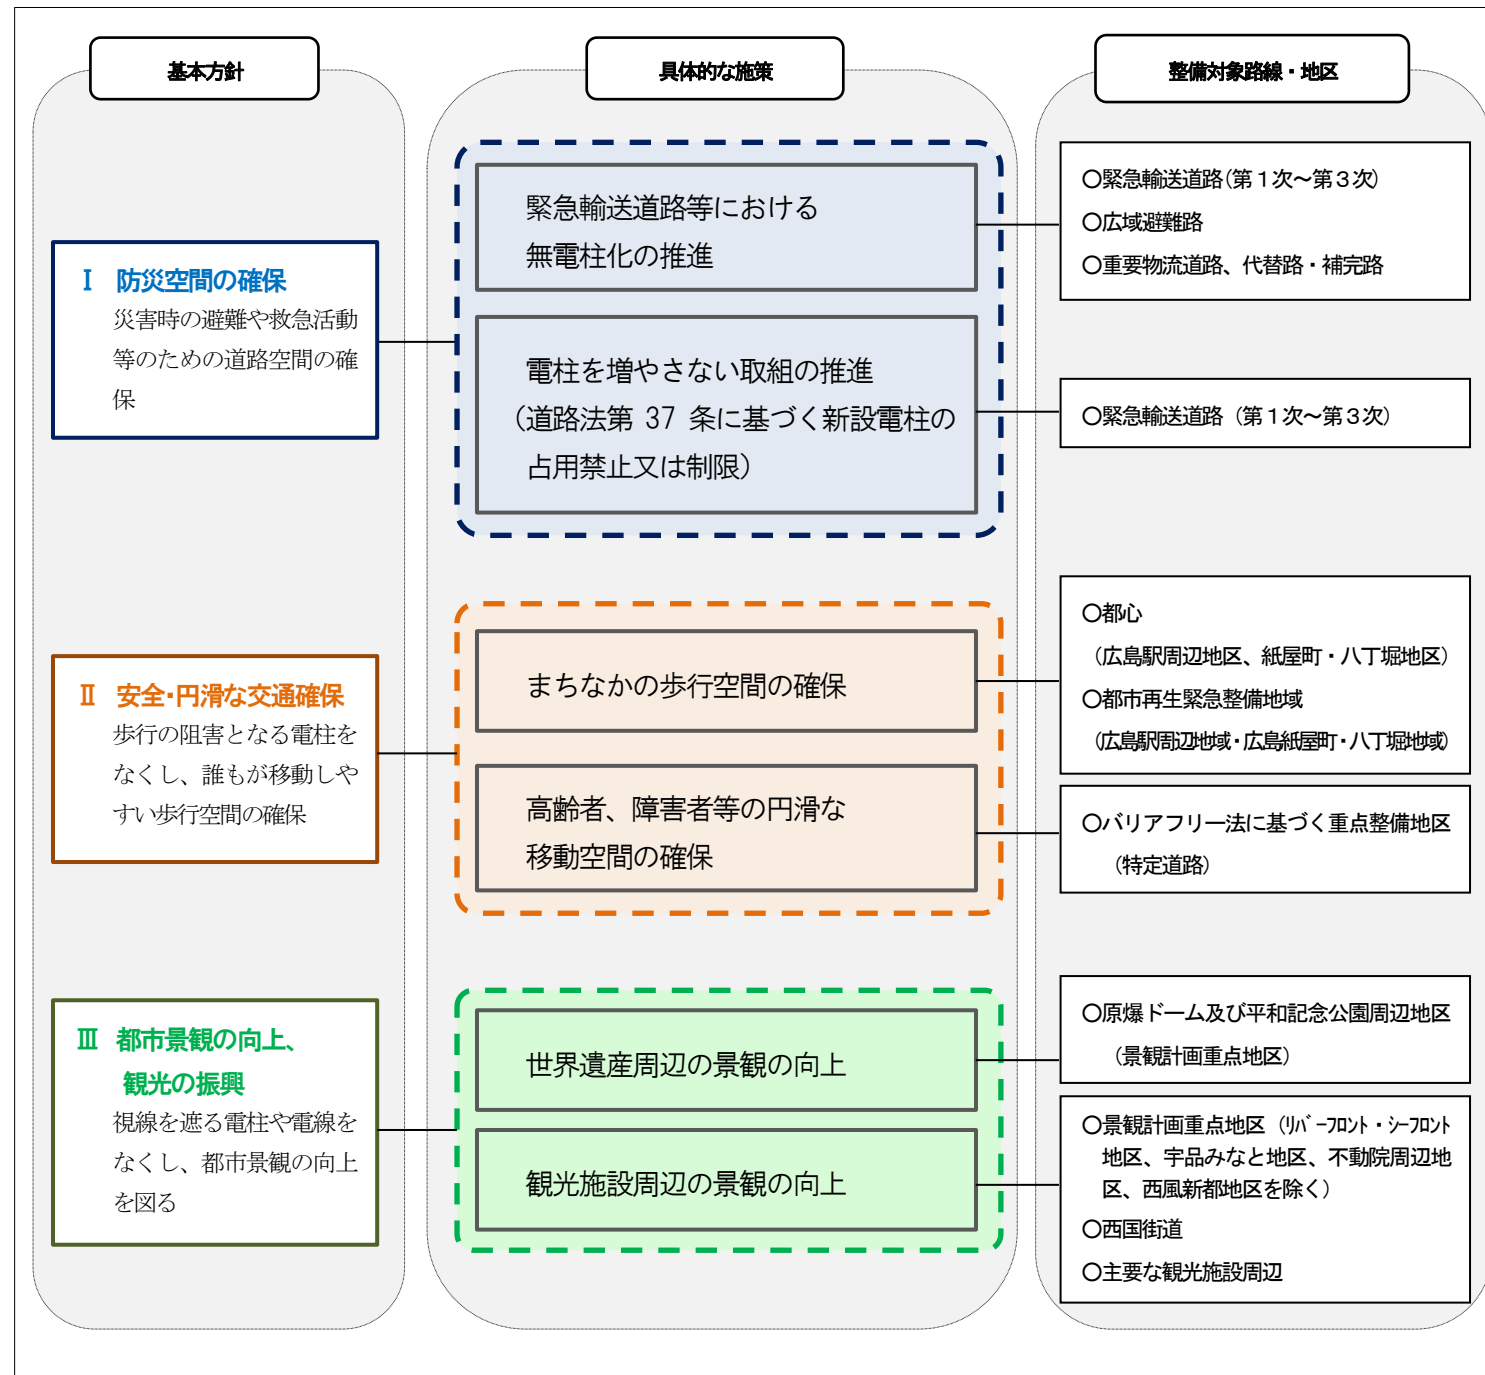 基本方針
具体的な施策
整備対象路線・地区
Ⅰ 防災空間の確保
災害時の避難や救急活動
等のための道路空間の確
保
緊急輸送道路等における
無電柱化の推進
〇緊急輸送道路(第１次～第３次)
〇広域避難路
〇重要物流道路、代替路・補完路
電柱を増やさない取組の推進
（道路法第 37 条に基づく新設電柱の
占用禁止又は制限）
〇緊急輸送道路（第１次～第３次）
Ⅱ 安全・円滑な交通確保
歩行の阻害となる電柱を
なくし、誰もが移動しや
すい歩行空間の確保
まちなかの歩行空間の確保
〇都心
（広島駅周辺地区、紙屋町・八丁堀地区）
〇都市再生緊急整備地域
（広島駅周辺地域・広島紙屋町・八丁堀地域）
高齢者、障害者等の円滑な
移動空間の確保
〇バリアフリー法に基づく重点整備地区
（特定道路）
Ⅲ 都市景観の向上、
観光の振興
視線を遮る電柱や電線を
なくし、都市景観の向上
を図る
世界遺産周辺の景観の向上
〇原爆ドーム及び平和記念公園周辺地区
（景観計画重点地区）
観光施設周辺の景観の向上
〇景観計画重点地区（ﾘﾊﾞｰﾌﾛﾝﾄ・ｼｰﾌﾛﾝﾄ
地区、宇品みなと地区、不動院周辺地
区、西風新都地区を除く）
〇西国街道
〇主要な観光施設周辺